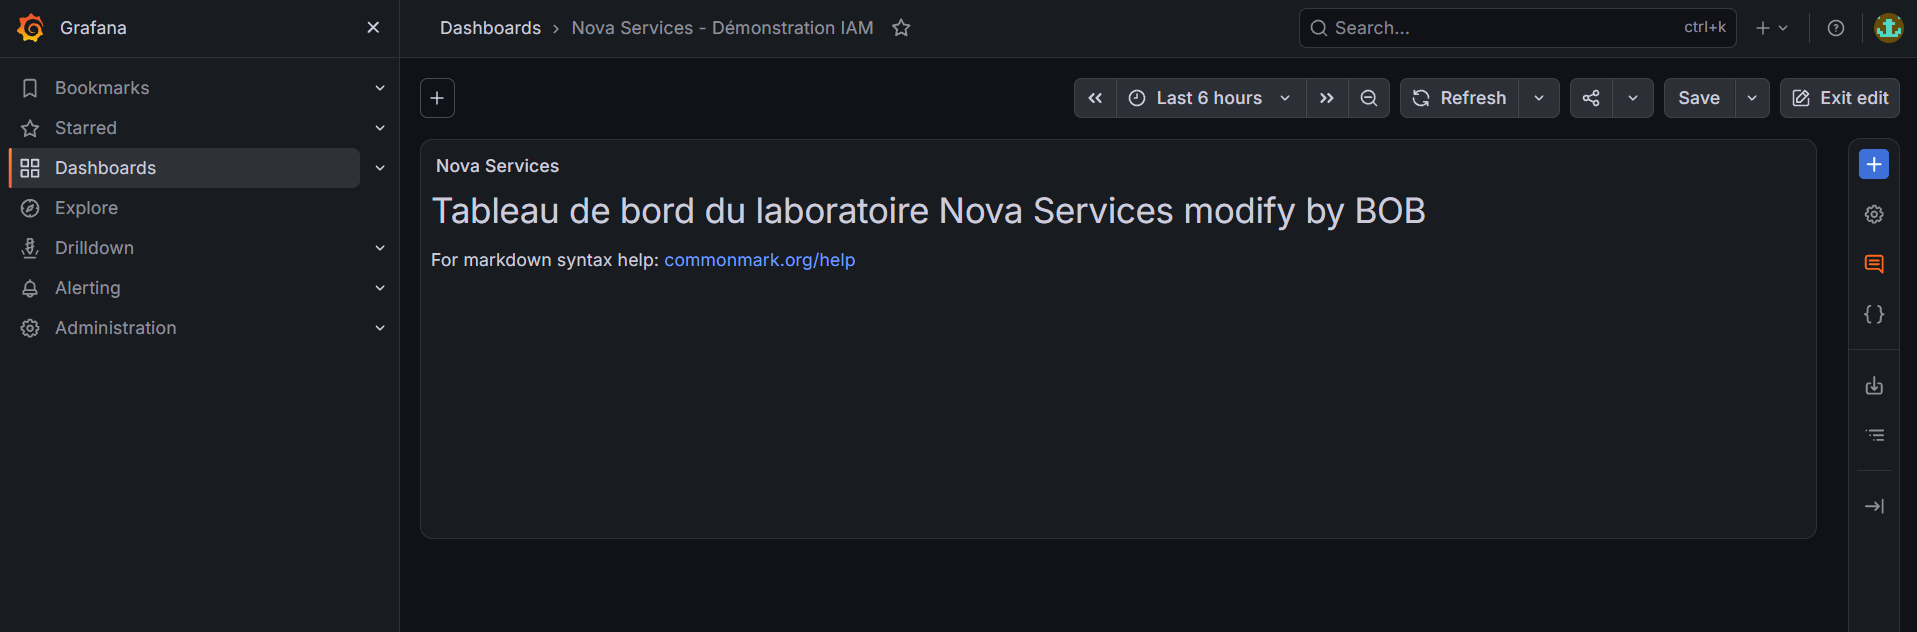 Grafana
Dashboards › Nova Services - Démonstration IAM
Search... ctrl+k
Bookmarks
Starred
Dashboards
Explore
Drilldown
Alerting
Administration
Last 6 hours
Refresh
Save
Exit edit
Nova Services
Tableau de bord du laboratoire Nova Services modify by BOB
For markdown syntax help: commonmark.org/help